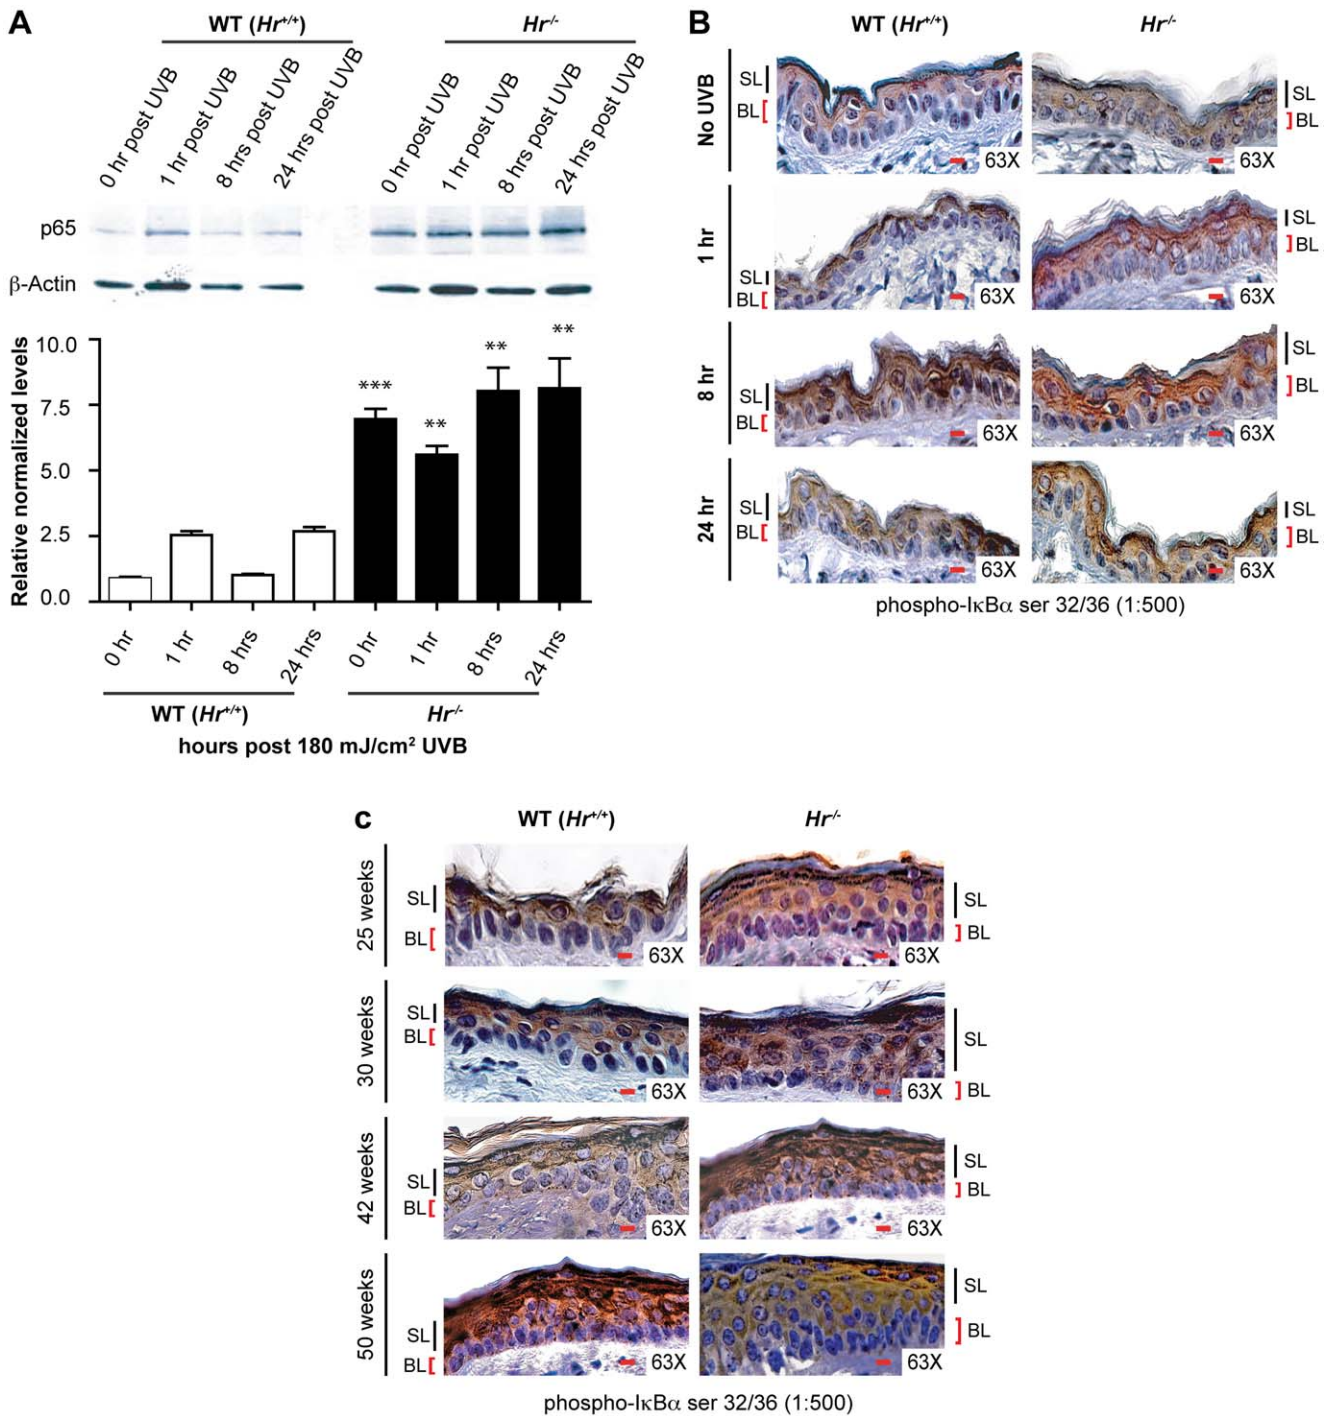 A
WT (Hr+/+)
Hr-/-
0 hr post UVB
1 hr post UVB
8 hrs post UVB
24 hrs post UVB
0 hr post UVB
1 hr post UVB
8 hrs post UVB
24 hrs post UVB
p65
β-Actin
Relative normalized levels
10.0
7.5
5.0
2.5
0.0
***
**
**
**
0 hr
1 hr
8 hrs
24 hrs
0 hr
1 hr
8 hrs
24 hrs
WT (Hr+/+)
Hr-/-
hours post 180 mJ/cm² UVB
B
WT (Hr+/+)
Hr-/-
No UVB
SL
BL
63X
63X
SL
BL
1 hr
SL
BL
63X
63X
SL
BL
8 hr
SL
BL
63X
63X
SL
BL
24 hr
SL
BL
63X
63X
SL
BL
phospho-IκBα ser 32/36 (1:500)
c
WT (Hr+/+)
Hr-/-
25 weeks
SL
BL
63X
63X
SL
BL
30 weeks
SL
BL
63X
63X
SL
BL
42 weeks
SL
BL
63X
63X
SL
BL
50 weeks
SL
BL
63X
63X
SL
BL
phospho-IκBα ser 32/36 (1:500)